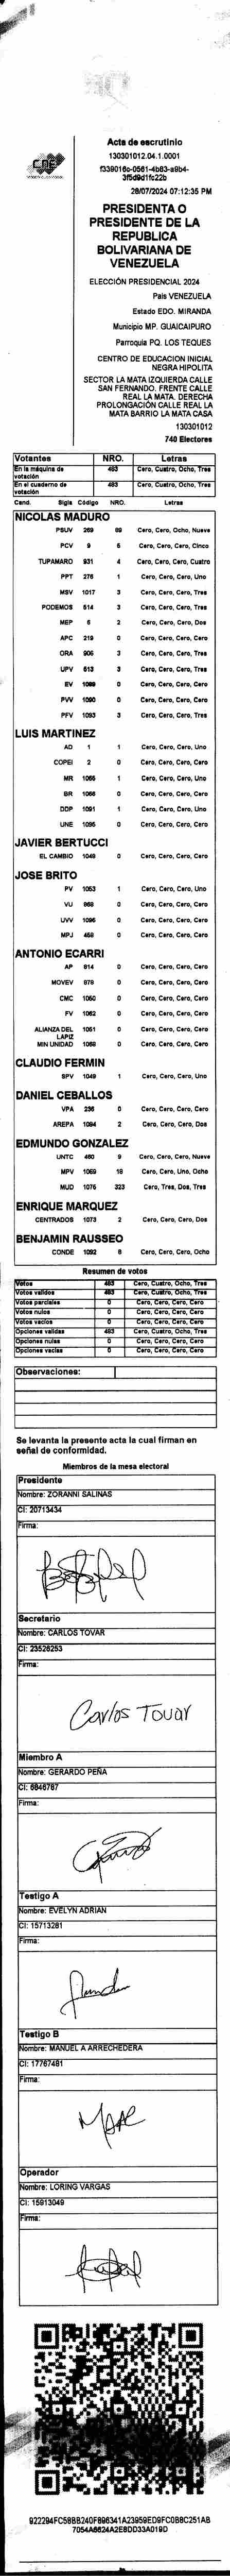 CNE
Acta de escrutinio
130301012.04.1.0001
f339016c-0561-4b83-a9b4-
3f5d9d1fc22b
28/07/2024 07:12:35 PM
PRESIDENTA O
PRESIDENTE DE LA
REPUBLICA
BOLIVARIANA DE
VENEZUELA
ELECCIÓN PRESIDENCIAL 2024
Pais VENEZUELA
Estado EDO. MIRANDA
Municipio MP. GUAICAIPURO
Parroquia PQ. LOS TEQUES
CENTRO DE EDUCACION INICIAL
NEGRA HIPOLITA
SECTOR LA MATA IZQUIERDA CALLE
SAN FERNANDO. FRENTE CALLE
REAL LA MATA. DERECHA
PROLONGACIÓN CALLE REAL LA
MATA BARRIO LA MATA CASA
130301012
740 Electores
Votantes NRO. Letras
En la máquina de votación 483 Cero, Cuatro, Ocho, Tres
En el cuaderno de votación 483 Cero, Cuatro, Ocho, Tres
Cand. Sigla Código NRO. Letras
NICOLAS MADURO
PSUV 269 89 Cero, Cero, Ocho, Nueve
PCV 9 5 Cero, Cero, Cero, Cinco
TUPAMARO 931 4 Cero, Cero, Cero, Cuatro
PPT 276 1 Cero, Cero, Cero, Uno
MSV 1017 3 Cero, Cero, Cero, Tres
PODEMOS 514 3 Cero, Cero, Cero, Tres
MEP 6 2 Cero, Cero, Cero, Dos
APC 219 0 Cero, Cero, Cero, Cero
ORA 906 3 Cero, Cero, Cero, Tres
UPV 513 3 Cero, Cero, Cero, Tres
EV 1089 0 Cero, Cero, Cero, Cero
PVV 1090 0 Cero, Cero, Cero, Cero
PFV 1093 3 Cero, Cero, Cero, Tres
LUIS MARTINEZ
AD 1 1 Cero, Cero, Cero, Uno
COPEI 2 0 Cero, Cero, Cero, Cero
MR 1065 1 Cero, Cero, Cero, Uno
BR 1066 0 Cero, Cero, Cero, Cero
DDP 1091 1 Cero, Cero, Cero, Uno
UNE 1095 0 Cero, Cero, Cero, Cero
JAVIER BERTUCCI
EL CAMBIO 1049 0 Cero, Cero, Cero, Cero
JOSE BRITO
PV 1053 1 Cero, Cero, Cero, Uno
VU 868 0 Cero, Cero, Cero, Cero
UVV 1096 0 Cero, Cero, Cero, Cero
MPJ 458 0 Cero, Cero, Cero, Cero
ANTONIO ECARRI
AP 814 0 Cero, Cero, Cero, Cero
MOVEV 879 0 Cero, Cero, Cero, Cero
CMC 1050 0 Cero, Cero, Cero, Cero
FV 1062 0 Cero, Cero, Cero, Cero
ALIANZA DEL LAPIZ 1051 0 Cero, Cero, Cero, Cero
MIN UNIDAD 1068 0 Cero, Cero, Cero, Cero
CLAUDIO FERMIN
SPV 1049 1 Cero, Cero, Cero, Uno
DANIEL CEBALLOS
VPA 236 0 Cero, Cero, Cero, Cero
AREPA 1094 2 Cero, Cero, Cero, Dos
EDMUNDO GONZALEZ
UNTC 460 9 Cero, Cero, Cero, Nueve
MPV 1069 18 Cero, Cero, Uno, Ocho
MUD 1076 323 Cero, Tres, Dos, Tres
ENRIQUE MARQUEZ
CENTRADOS 1073 2 Cero, Cero, Cero, Dos
BENJAMIN RAUSSEO
CONDE 1092 8 Cero, Cero, Cero, Ocho
Resumen de votos
Votos 483 Cero, Cuatro, Ocho, Tres
Votos validos 483 Cero, Cuatro, Ocho, Tres
Votos parciales 0 Cero, Cero, Cero, Cero
Votos nulos 0 Cero, Cero, Cero, Cero
Votos vacios 0 Cero, Cero, Cero, Cero
Opciones validas 483 Cero, Cuatro, Ocho, Tres
Opciones nulas 0 Cero, Cero, Cero, Cero
Opciones vacias 0 Cero, Cero, Cero, Cero
Observaciones:
Se levanta la presente acta la cual firman en
señal de conformidad.
Miembros de la mesa electoral
Presidente
Nombre: ZORANNI SALINAS
CI: 20713434
Firma:
Secretario
Nombre: CARLOS TOVAR
CI: 23526253
Firma:
Carlos Tovar
Miembro A
Nombre: GERARDO PEÑA
CI: 6846787
Firma:
Testigo A
Nombre: EVELYN ADRIAN
CI: 15713281
Firma:
Testigo B
Nombre: MANUEL A ARRECHEDERA
CI: 17767481
Firma:
Operador
Nombre: LORING VARGAS
CI: 15913049
Firma:
922294FC58BB240F896341A23959ED9FC0B8C251AB
7054A6624A2E8DD33A019D